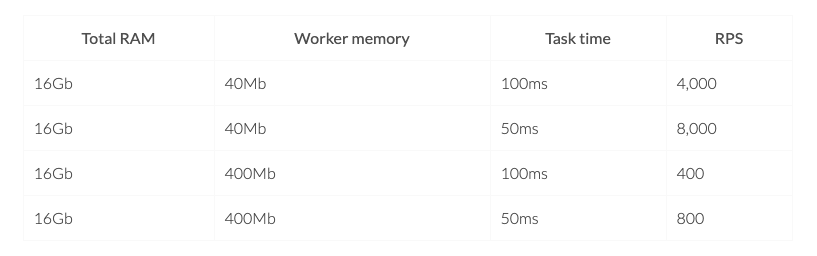 Total RAM Worker memory Task time RPS
16Gb 40Mb 100ms 4,000
16Gb 40Mb 50ms 8,000
16Gb 400Mb 100ms 400
16Gb 400Mb 50ms 800